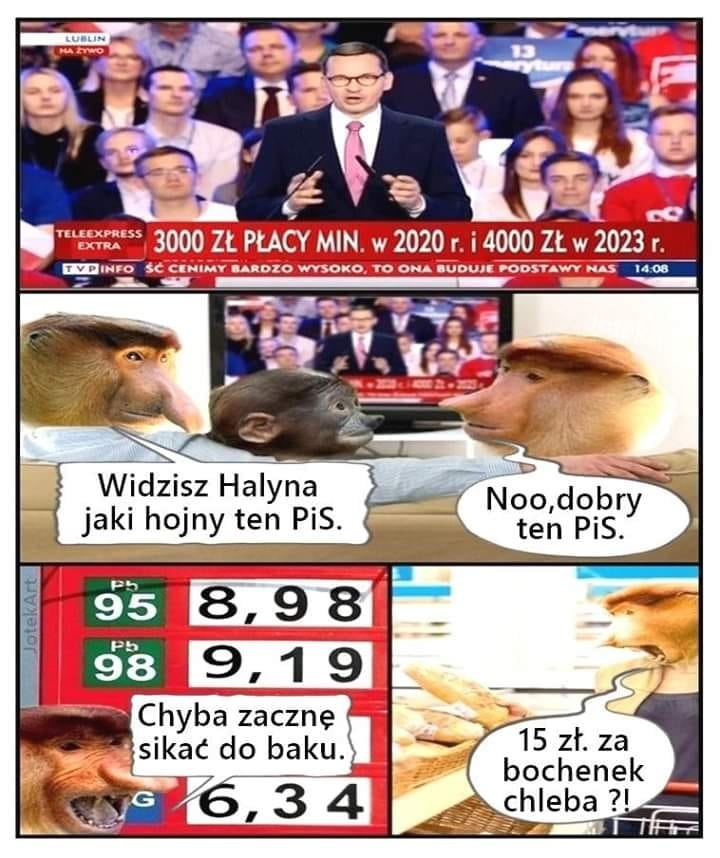 LUBLIN
NA ŻYWO
13
TELEEXPRESS
EXTRA
3000 ZŁ PŁACY MIN. w 2020 r. i 4000 ZŁ w 2023 r.
TVP INFO ŚĆ CENIMY BARDZO WYSOKO, TO ONA BUDUJE PODSTAWY NAS 14:08
Widzisz Halyna
jaki hojny ten PiS.
Noo,dobry
ten PiS.
JotekArt
Pb
95 8,98
Pb
98 9,19
Chyba zacznę
sikać do baku.
G 6,34
15 zł. za
bochenek
chleba ?!